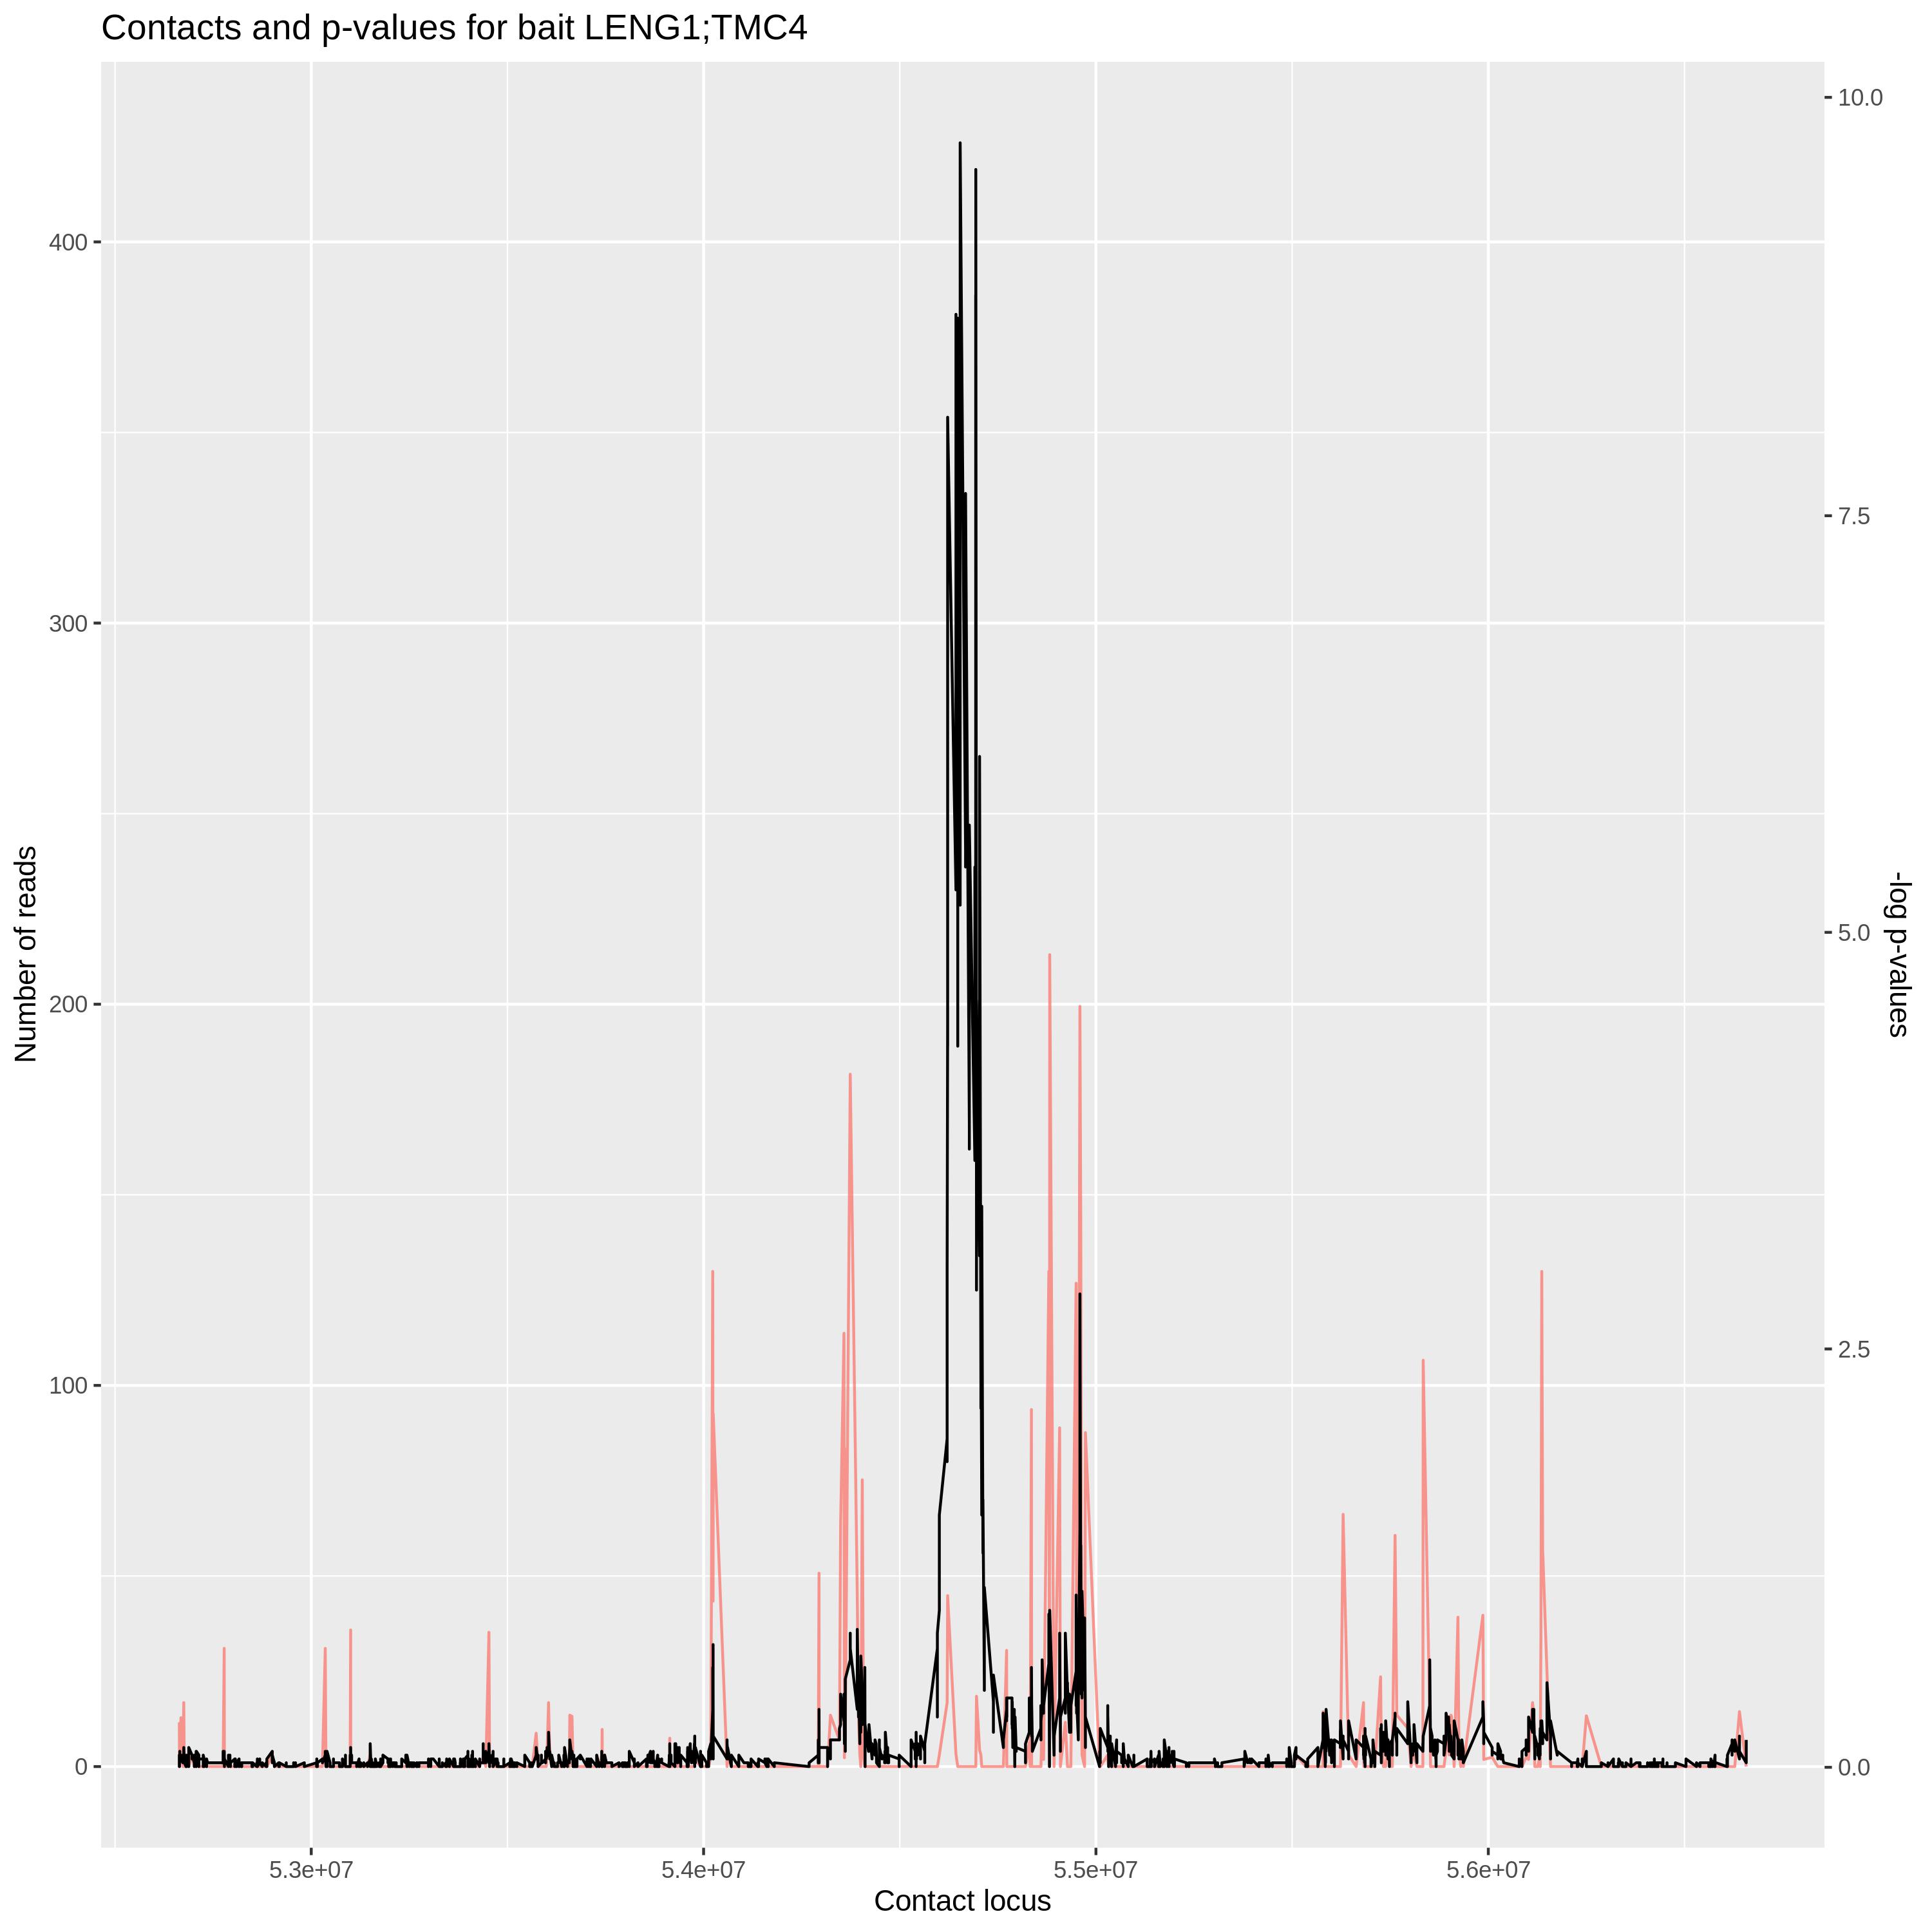 Contacts and p-values for bait LENG1;TMC4
10.0
400
7.5
300
5.0
200
2.5
100
0
0.0
Number of reads
-log p-values
5.3e+07
5.4e+07
5.5e+07
5.6e+07
Contact locus